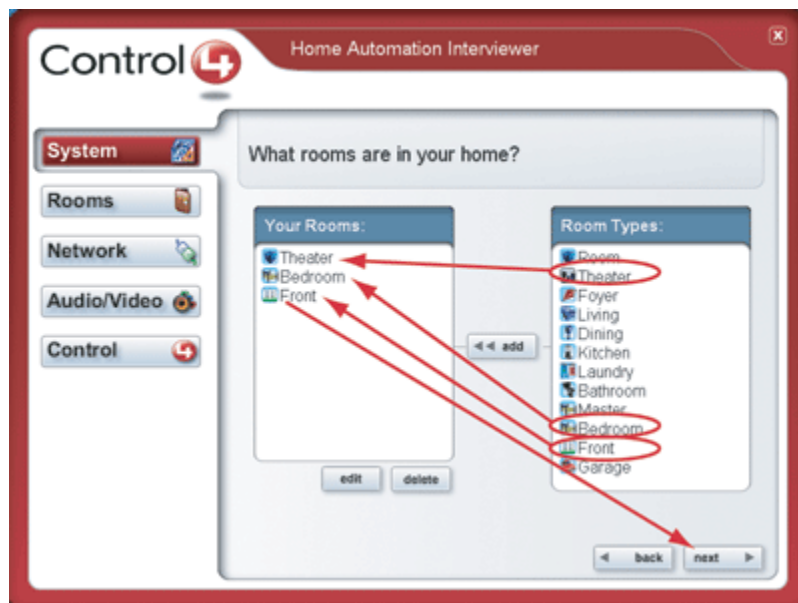 Control4
Home Automation Interviewer
x
System
Rooms
Network
Audio/Video
Control
What rooms are in your home?
Your Rooms:
Theater
Bedroom
Front
add
Room Types:
Room
Theater
Foyer
Living
Dining
Kitchen
Laundry
Bathroom
Master
Bedroom
Front
Garage
edit
delete
back
next